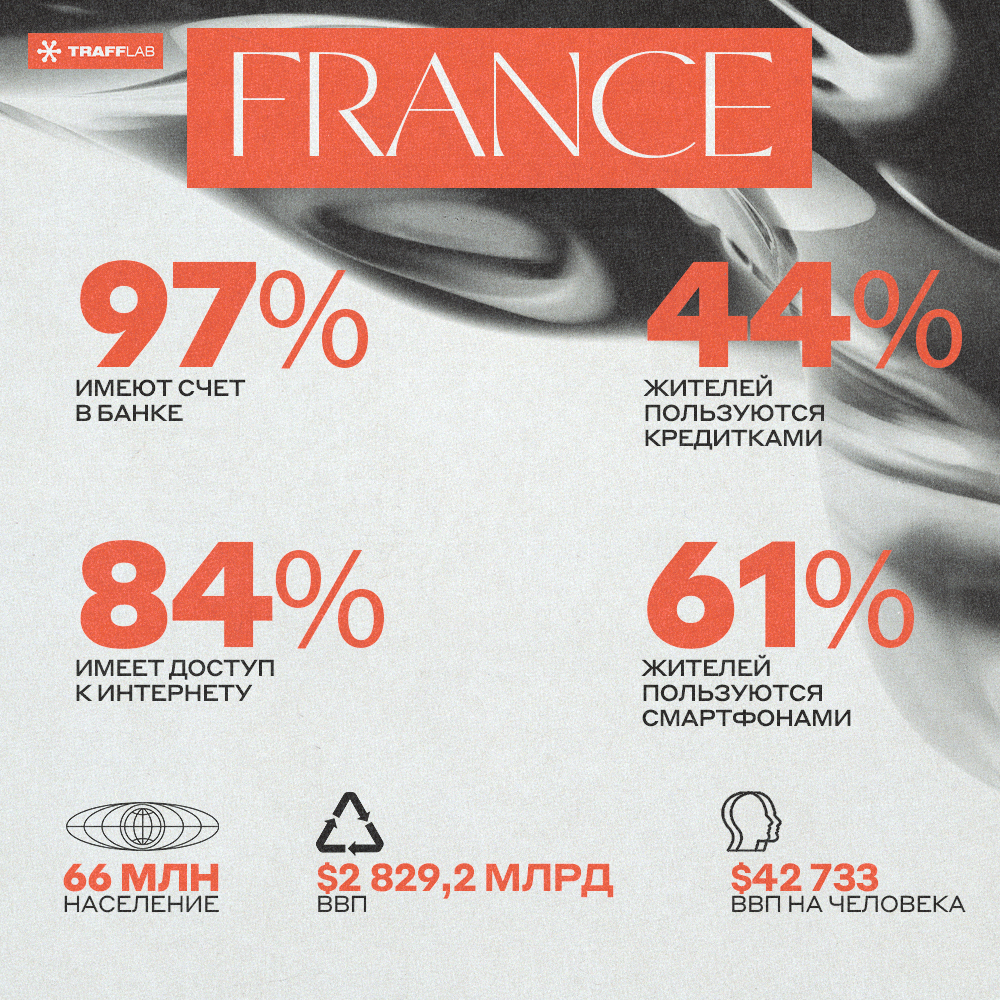 TRAFFLAB
FRANCE
97%
ИМЕЮТ СЧЕТ
В БАНКЕ
44%
ЖИТЕЛЕЙ
ПОЛЬЗУЮТСЯ
КРЕДИТКАМИ
84%
ИМЕЕТ ДОСТУП
К ИНТЕРНЕТУ
61%
ЖИТЕЛЕЙ
ПОЛЬЗУЮТСЯ
СМАРТФОНАМИ
66 МЛН
НАСЕЛЕНИЕ
$2 829,2 МЛРД
ВВП
$42 733
ВВП НА ЧЕЛОВЕКА